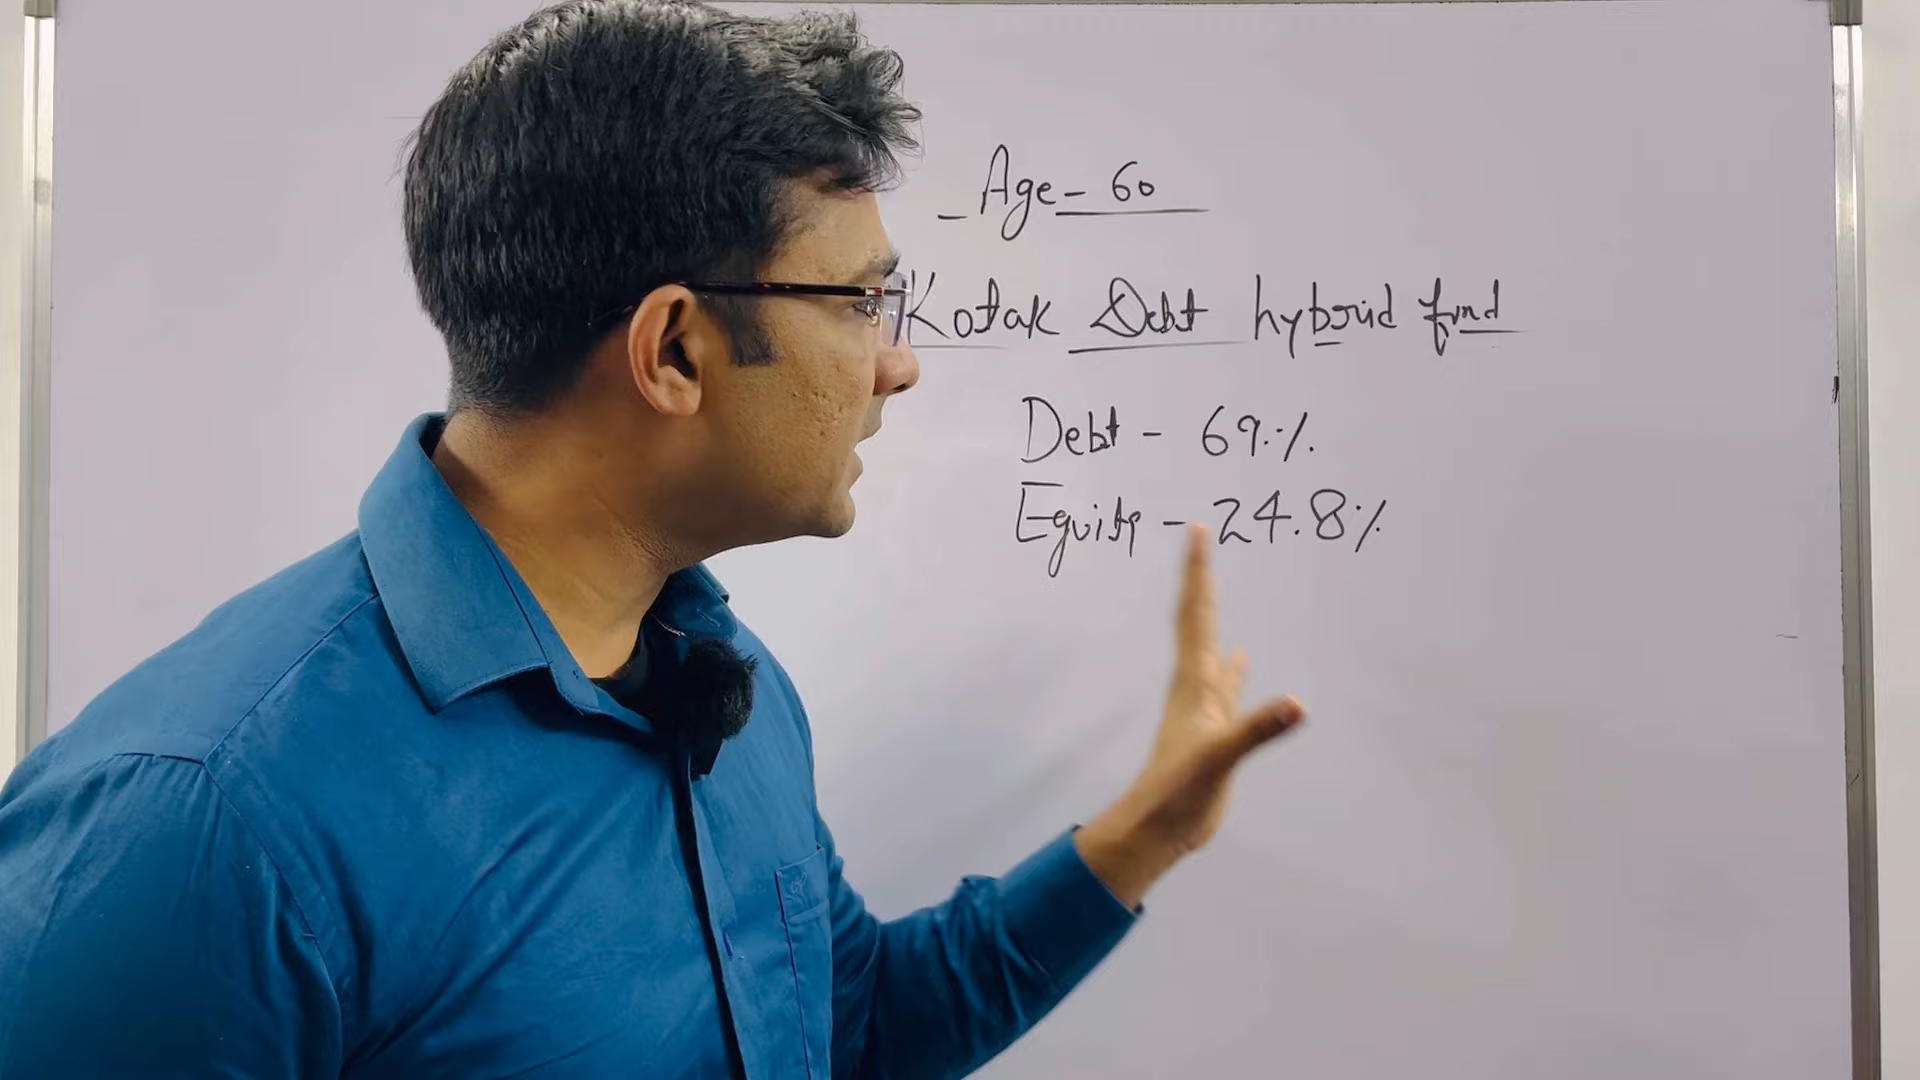 - Age - 60
Kotak Debt hybrid fund
Debt - 69%
Equity - 24.8%